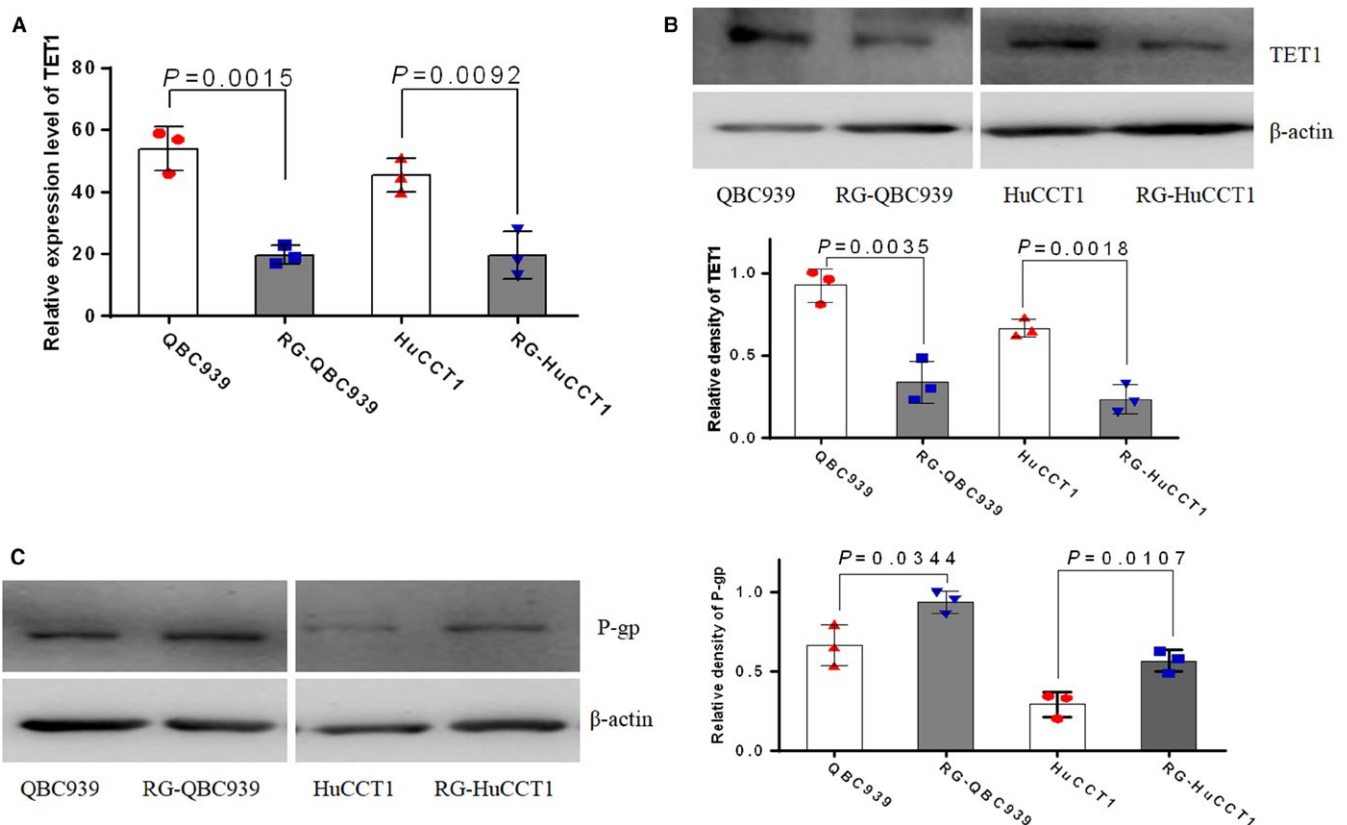 A
Relative expression level of TET1
80
60
40
20
0
P=0.0015
P=0.0092
QBC939
RG-QBC939
HuCCT1
RG-HuCCT1
B
TET1
β-actin
QBC939 RG-QBC939 HuCCT1 RG-HuCCT1
Relative density of TET1
1.0
0.5
0.0
P=0.0035
P=0.0018
QBC939
RG-QBC939
HuCCT1
RG-HuCCT1
C
P-gp
β-actin
QBC939 RG-QBC939 HuCCT1 RG-HuCCT1
Relative density of P-gp
1.0
0.5
0.0
P=0.0344
P=0.0107
QBC939
RG-QBC939
HuCCT1
RG-HuCCT1